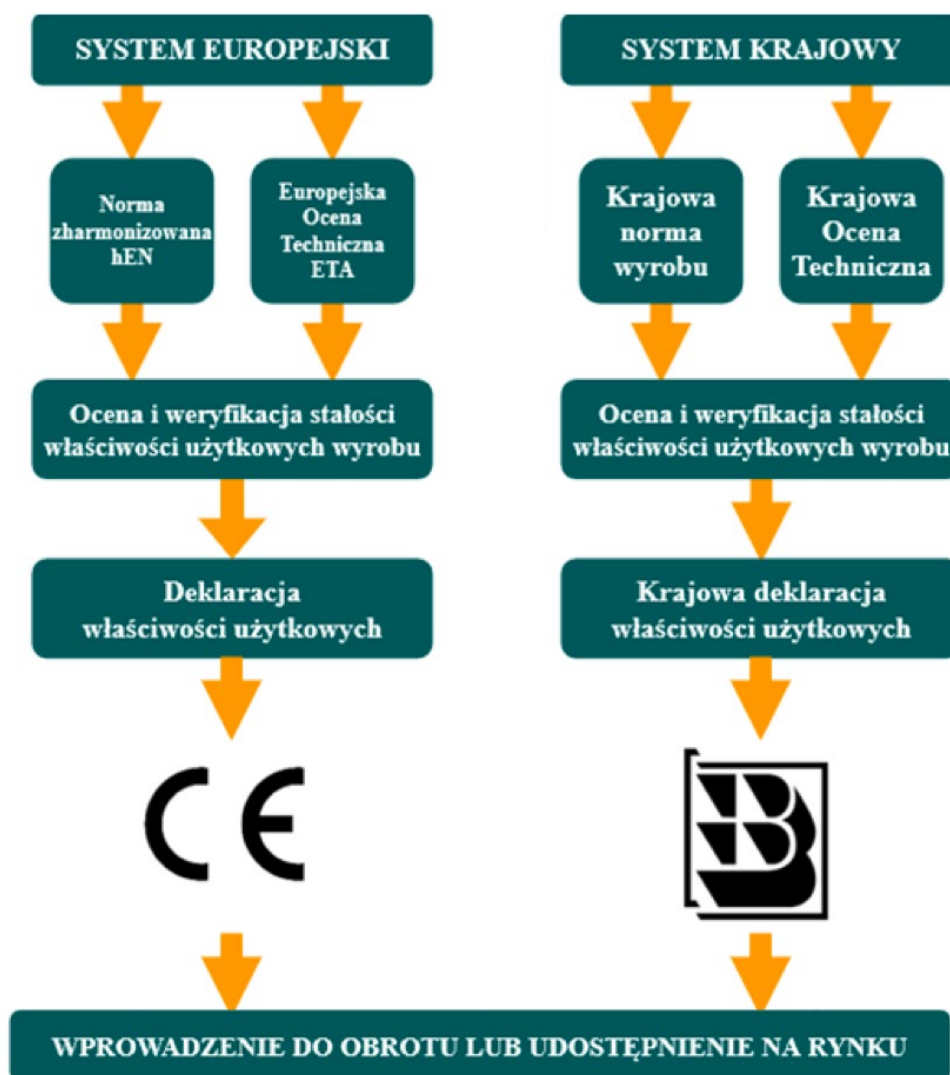 SYSTEM EUROPEJSKI
Norma
zharmonizowana
hEN
Europejska
Ocena
Techniczna
ETA
Ocena i weryfikacja stałości
właściwości użytkowych wyrobu
Deklaracja
właściwości użytkowych
CE
SYSTEM KRAJOWY
Krajowa
norma
wyrobu
Krajowa
Ocena
Techniczna
Ocena i weryfikacja stałości
właściwości użytkowych wyrobu
Krajowa deklaracja
właściwości użytkowych
B
WPROWADZENIE DO OBROTU LUB UDOSTĘPNIENIE NA RYNKU